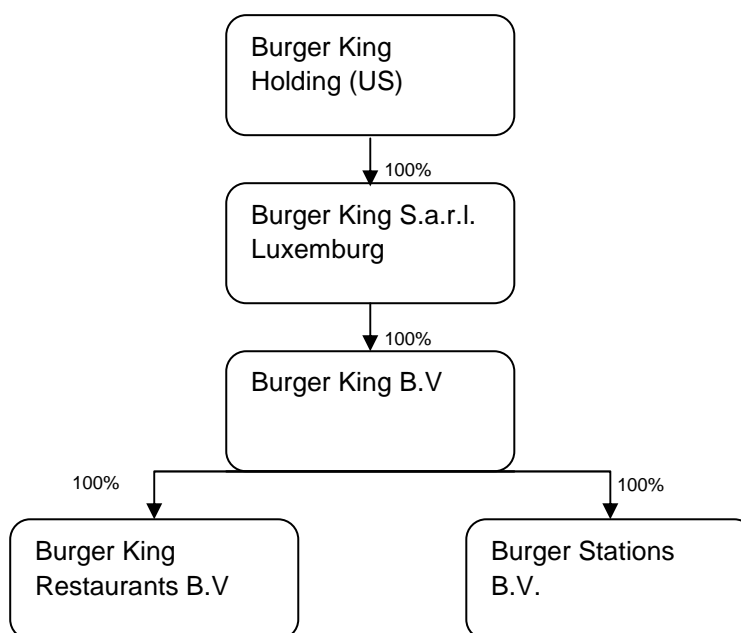 Burger King
Holding (US)
100%
Burger King S.a.r.l.
Luxemburg
100%
Burger King B.V
100%
100%
Burger King
Restaurants B.V
Burger Stations
B.V.